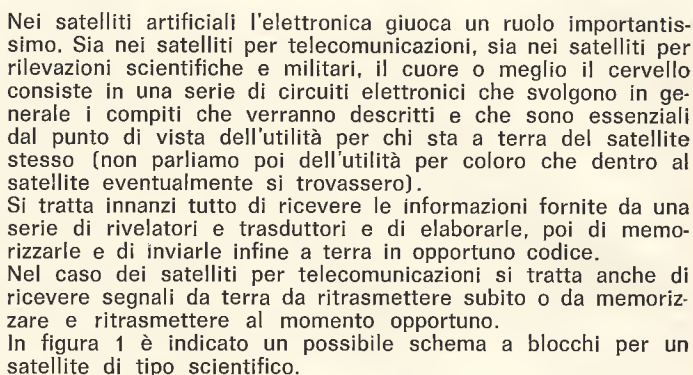 Nei satelliti artificiali l'elettronica giuoca un ruolo importantis-
simo. Sia nei satelliti per telecomunicazioni, sia nei satelliti per
rilevazioni scientifiche e militari, il cuore o meglio il cervello
consiste in una serie di circuiti elettronici che svolgono in ge-
nerale i compiti che verranno descritti e che sono essenziali
dal punto di vista dell'utilità per chi sta a terra del satellite
stesso (non parliamo poi dell'utilità per coloro che dentro al
satellite eventualmente si trovassero).
Si tratta innanzi tutto di ricevere le informazioni fornite da una
serie di rivelatori e trasduttori e di elaborarle, poi di memo-
rizzarle e di inviarle infine a terra in opportuno codice.
Nel caso dei satelliti per telecomunicazioni si tratta anche di
ricevere segnali da terra da ritrasmettere subito o da memoriz-
zare e ritrasmettere al momento opportuno.
In figura 1 è indicato un possibile schema a blocchi per un
satellite di tipo scientifico.